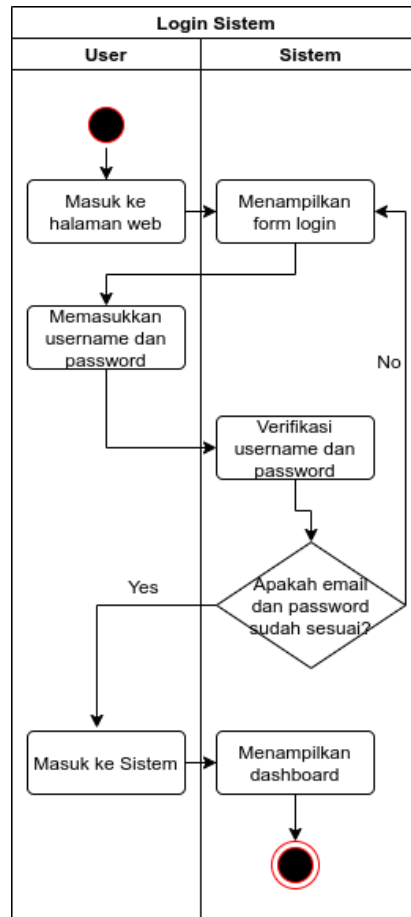 Login Sistem
User
Sistem
Masuk ke
halaman web
Menampilkan
form login
Memasukkan
username dan
password
No
Verifikasi
username dan
password
Yes
Apakah email
dan password
sudah sesuai?
Masuk ke Sistem
Menampilkan
dashboard